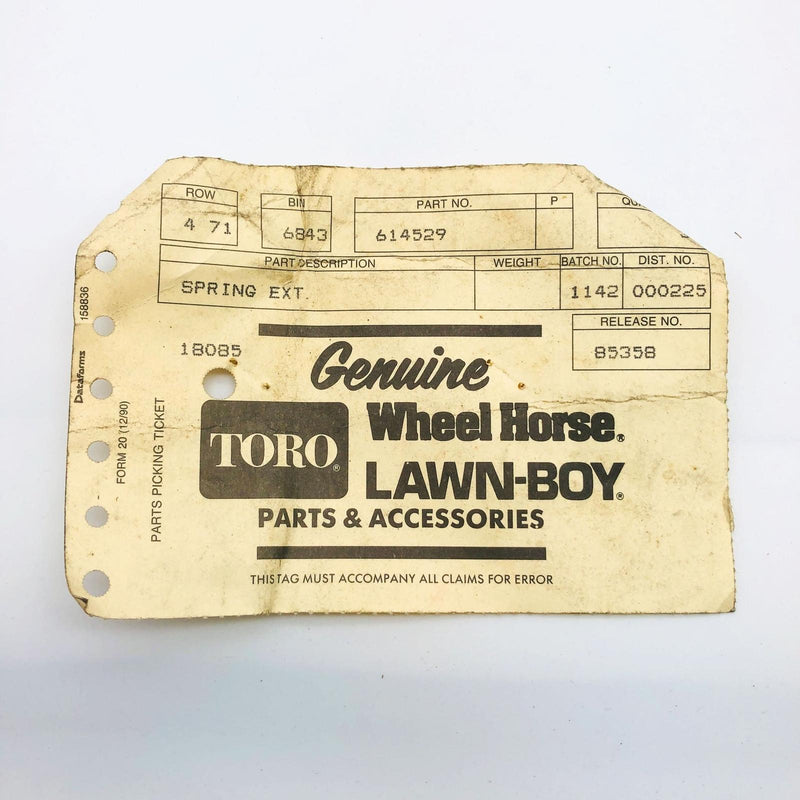 ROW BIN PART NO. P
4 71 6843 614529
PART DESCRIPTION WEIGHT BATCH NO. DIST. NO.
SPRING EXT. 1142 000225
RELEASE NO.
18085 85358
Genuine
TORO® Wheel Horse®
LAWN-BOY®
PARTS & ACCESSORIES
THIS TAG MUST ACCOMPANY ALL CLAIMS FOR ERROR
Dataforms 158836
FORM 20 (12/90)
PARTS PICKING TICKET